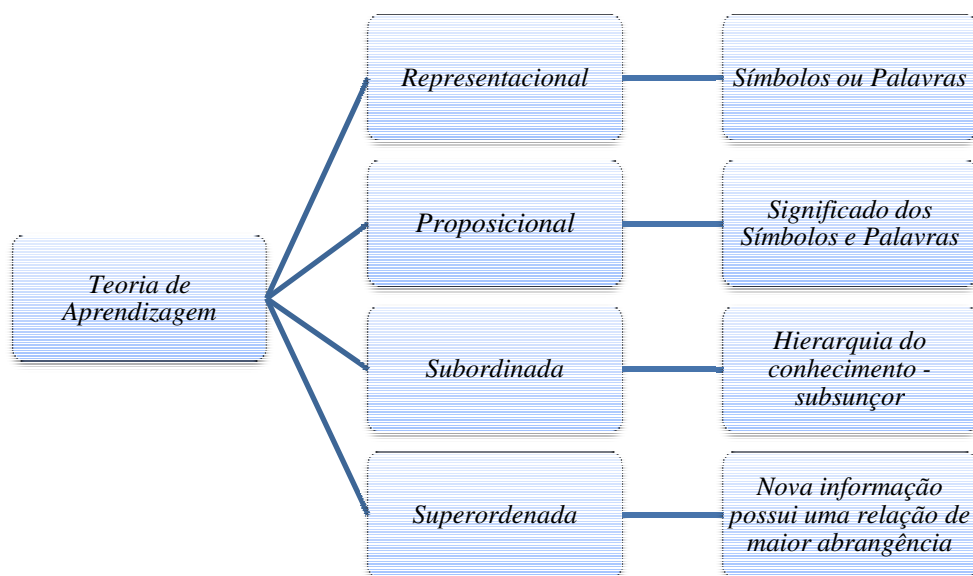 Teoria de
Aprendizagem
Representacional
Símbolos ou Palavras
Proposicional
Significado dos
Símbolos e Palavras
Subordinada
Hierarquia do
conhecimento -
subsunçor
Superordenada
Nova informação
possui uma relação de
maior abrangência